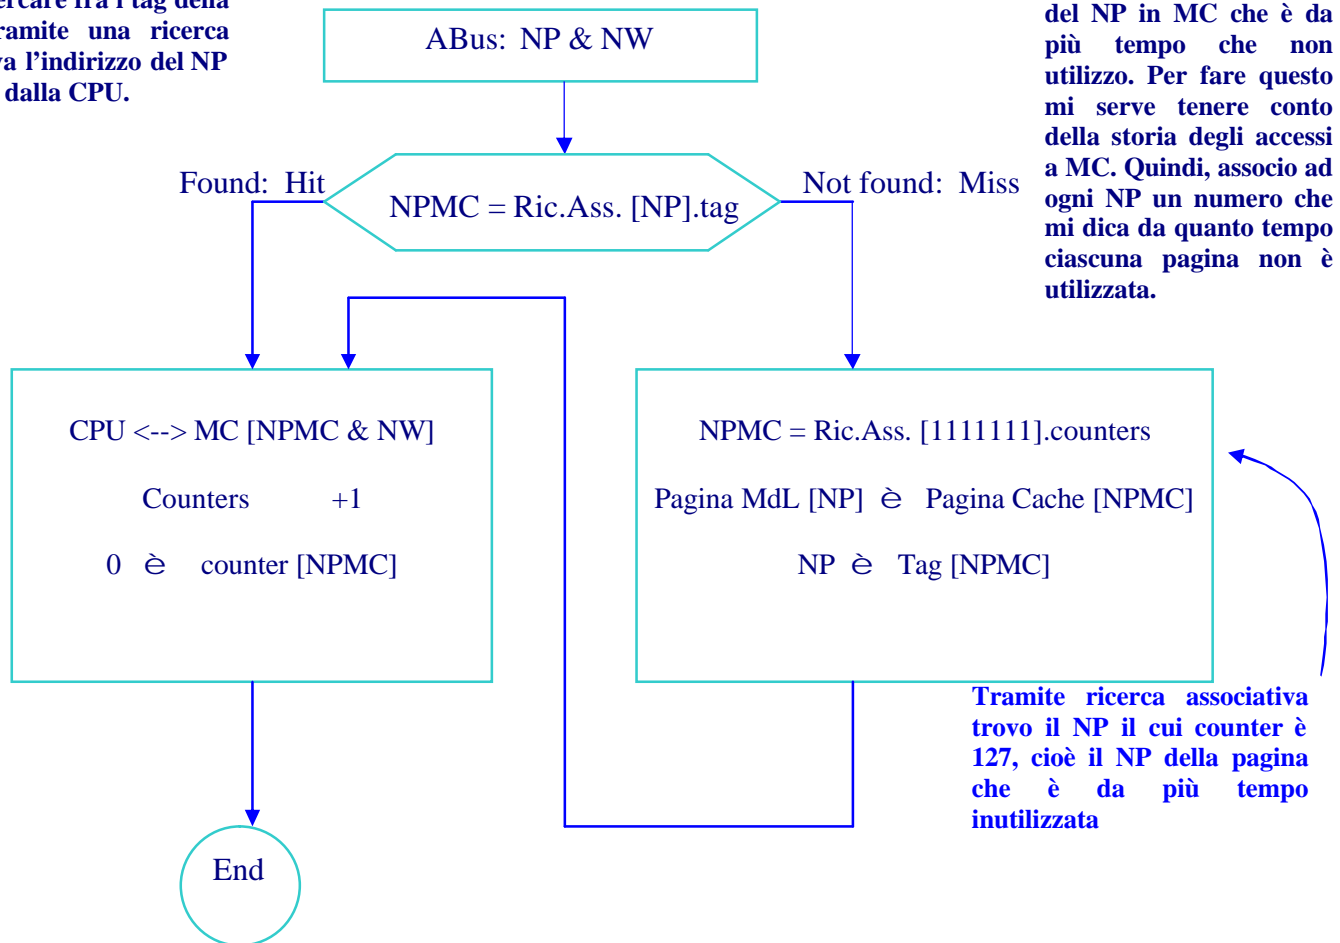 ercare fra i tag della
ramite una ricerca
va l'indirizzo del NP
dalla CPU.
ABus: NP & NW
del NP in MC che è da
più tempo che non
utilizzo. Per fare questo
mi serve tenere conto
della storia degli accessi
a MC. Quindi, associo ad
ogni NP un numero che
mi dica da quanto tempo
ciascuna pagina non è
utilizzata.
Found: Hit
NPMC = Ric.Ass. [NP].tag
Not found: Miss
CPU <--> MC [NPMC & NW]
Counters +1
0 è counter [NPMC]
NPMC = Ric.Ass. [1111111].counters
Pagina MdL [NP] è Pagina Cache [NPMC]
NP è Tag [NPMC]
Tramite ricerca associativa
trovo il NP il cui counter è
127, cioè il NP della pagina
che è da più tempo
inutilizzata
End